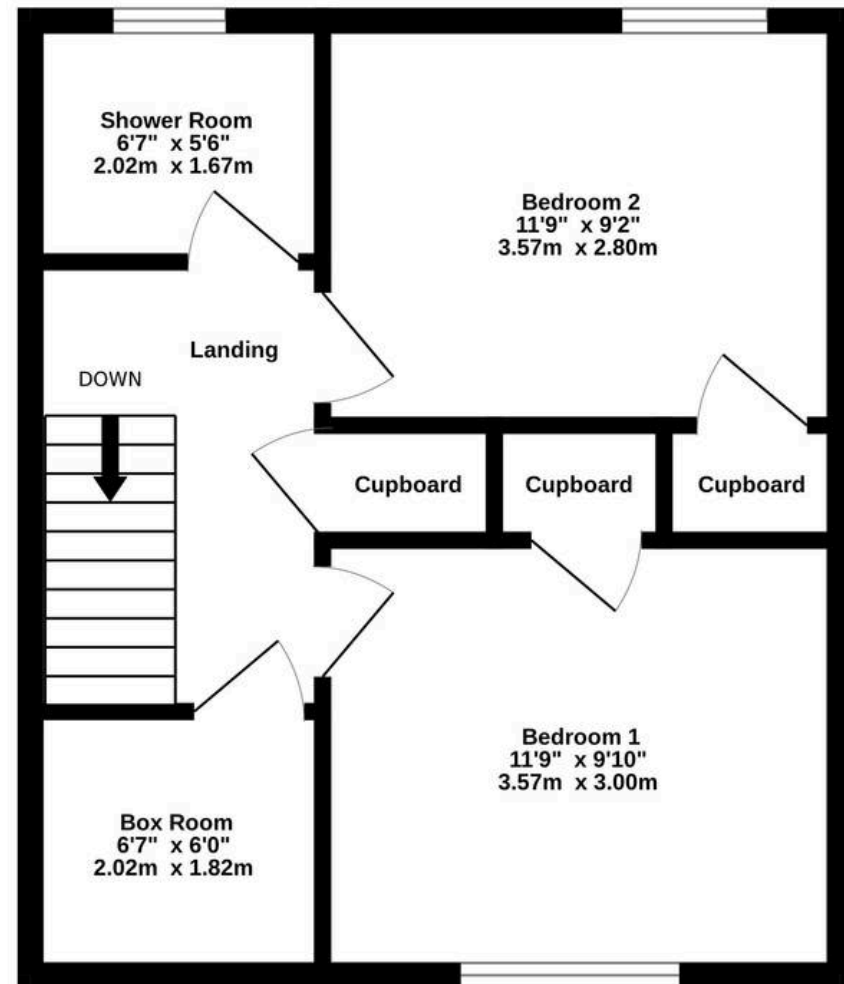 Shower Room
6'7" x 5'6"
2.02m x 1.67m
Bedroom 2
11'9" x 9'2"
3.57m x 2.80m
Landing
DOWN
Cupboard
Cupboard
Cupboard
Bedroom 1
11'9" x 9'10"
3.57m x 3.00m
Box Room
6'7" x 6'0"
2.02m x 1.82m